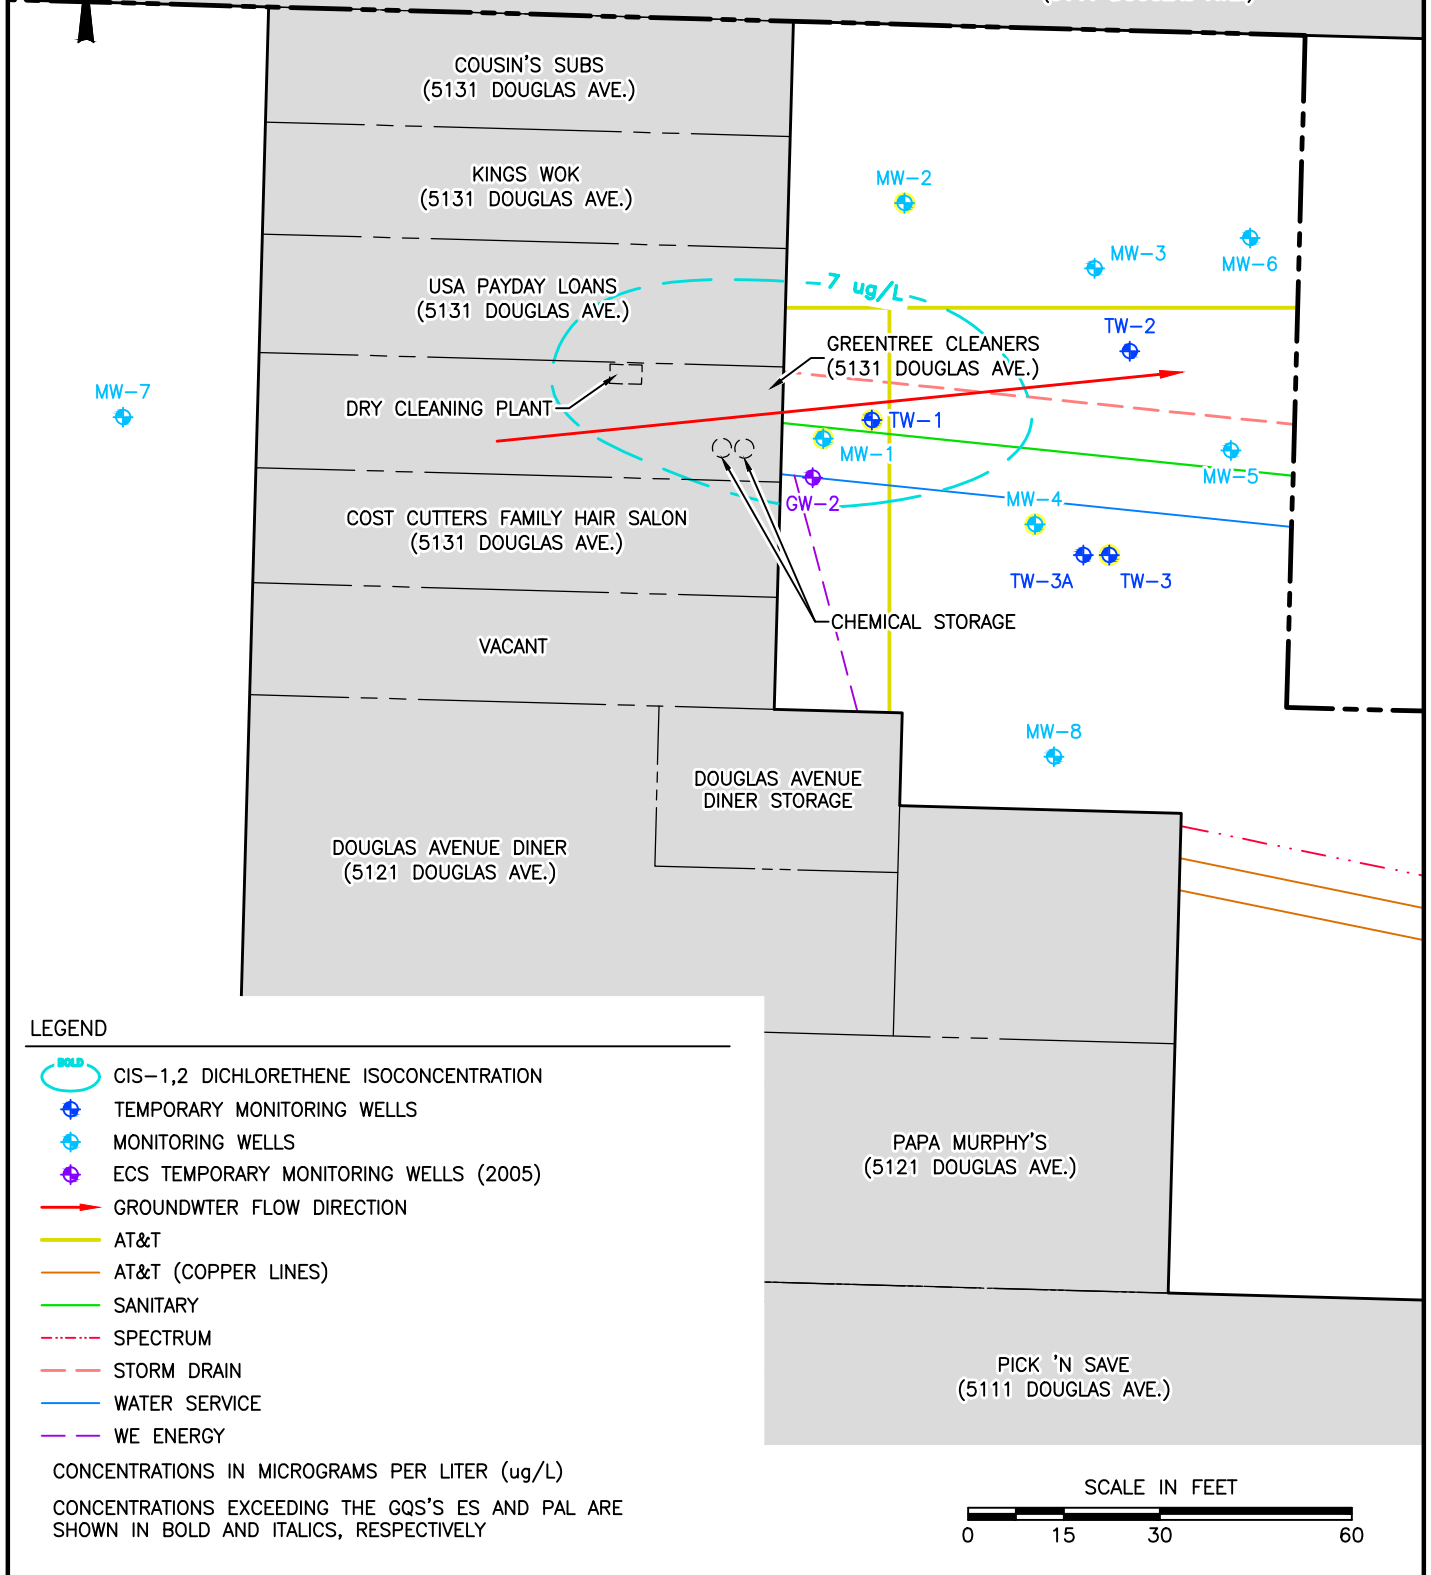 COUSIN'S SUBS
(5131 DOUGLAS AVE.)
KINGS WOK
(5131 DOUGLAS AVE.)
MW-2
MW-3
MW-6
USA PAYDAY LOANS
(5131 DOUGLAS AVE.)
7 ug/L
TW-2
GREENTREE CLEANERS
(5131 DOUGLAS AVE.)
MW-7
DRY CLEANING PLANT
TW-1
MW-1
MW-5
GW-2
MW-4
COST CUTTERS FAMILY HAIR SALON
(5131 DOUGLAS AVE.)
TW-3A
TW-3
CHEMICAL STORAGE
VACANT
MW-8
DOUGLAS AVENUE
DINER STORAGE
DOUGLAS AVENUE DINER
(5121 DOUGLAS AVE.)
LEGEND
BOLD
CIS-1,2 DICHLORETHENE ISOCONCENTRATION
TEMPORARY MONITORING WELLS
MONITORING WELLS
ECS TEMPORARY MONITORING WELLS (2005)
GROUNDWTER FLOW DIRECTION
AT&T
AT&T (COPPER LINES)
SANITARY
SPECTRUM
STORM DRAIN
WATER SERVICE
WE ENERGY
CONCENTRATIONS IN MICROGRAMS PER LITER (ug/L)
CONCENTRATIONS EXCEEDING THE GQS'S ES AND PAL ARE
SHOWN IN BOLD AND ITALICS, RESPECTIVELY
PAPA MURPHY'S
(5121 DOUGLAS AVE.)
PICK 'N SAVE
(5111 DOUGLAS AVE.)
SCALE IN FEET
0 15 30 60